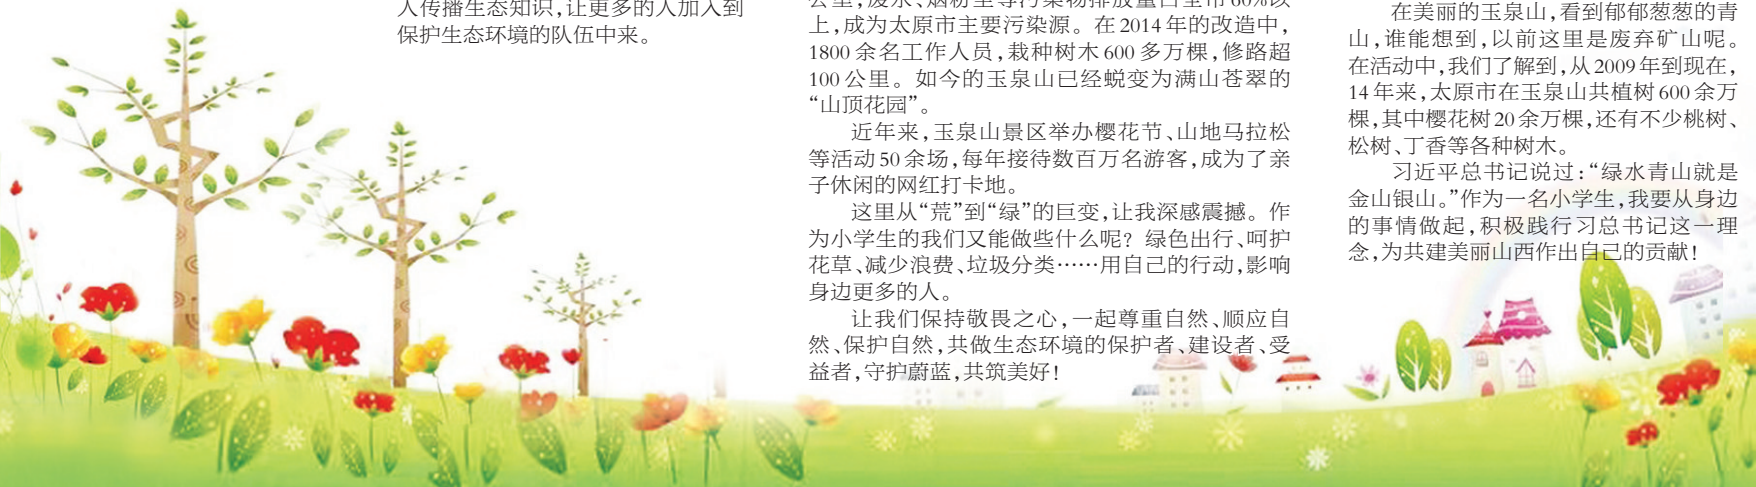 人传播生态知识，让更多的人加入到
保护生态环境的队伍中来。
公里，废水、烟粉尘等污染物排放量占全市60%以
上，成为太原市主要污染源。在2014年的改造中，
1800余名工作人员，栽种树木600多万棵，修路超
100公里。如今的玉泉山已经蜕变为满山苍翠的
“山顶花园”。
近年来，玉泉山景区举办樱花节、山地马拉松
等活动50余场，每年接待数百万名游客，成为了亲
子休闲的网红打卡地。
这里从“荒”到“绿”的巨变，让我深感震撼。作
为小学生的我们又能做些什么呢？绿色出行、呵护
花草、减少浪费、垃圾分类……用自己的行动，影响
身边更多的人。
让我们保持敬畏之心，一起尊重自然、顺应自
然、保护自然，共做生态环境的保护者、建设者、受
益者，守护蔚蓝，共筑美好！
在美丽的玉泉山，看到郁郁葱葱的青
山，谁能想到，以前这里是废弃矿山呢。
在活动中，我们了解到，从2009年到现在，
14年来，太原市在玉泉山共植树600余万
棵，其中樱花树20余万棵，还有不少桃树、
松树、丁香等各种树木。
习近平总书记说过：“绿水青山就是
金山银山。”作为一名小学生，我要从身边
的事情做起，积极践行习总书记这一理
念，为共建美丽山西作出自己的贡献！